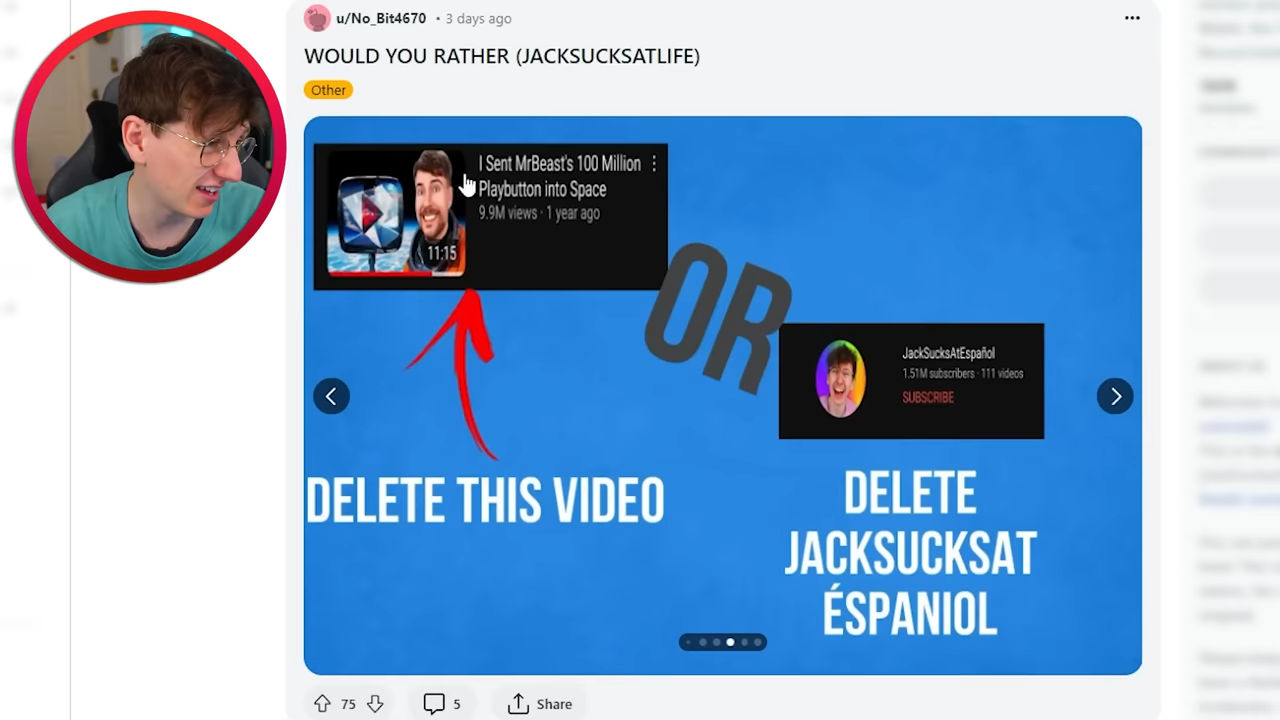 u/No_Bit4670 • 3 days ago
WOULD YOU RATHER (JACKSUCKSATLIFE)
Other
I Sent MrBeast's 100 Million
Playbutton into Space
9.9M views · 1 year ago
11:15
OR
JackSucksAtEspañol
1.51M subscribers · 111 videos
SUBSCRIBE
DELETE THIS VIDEO
DELETE
JACKSUCKSAT
ÉSPANIOL
75
5
Share